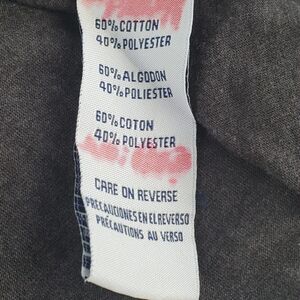 60% COTTON
40% POLYESTER
60% ALGODON
40% POLIESTER
60% COTON
40% POLYESTER
CARE ON REVERSE
PRECAUCIONES EN EL REVERSO
PRÉCAUTIONS AU VERSO